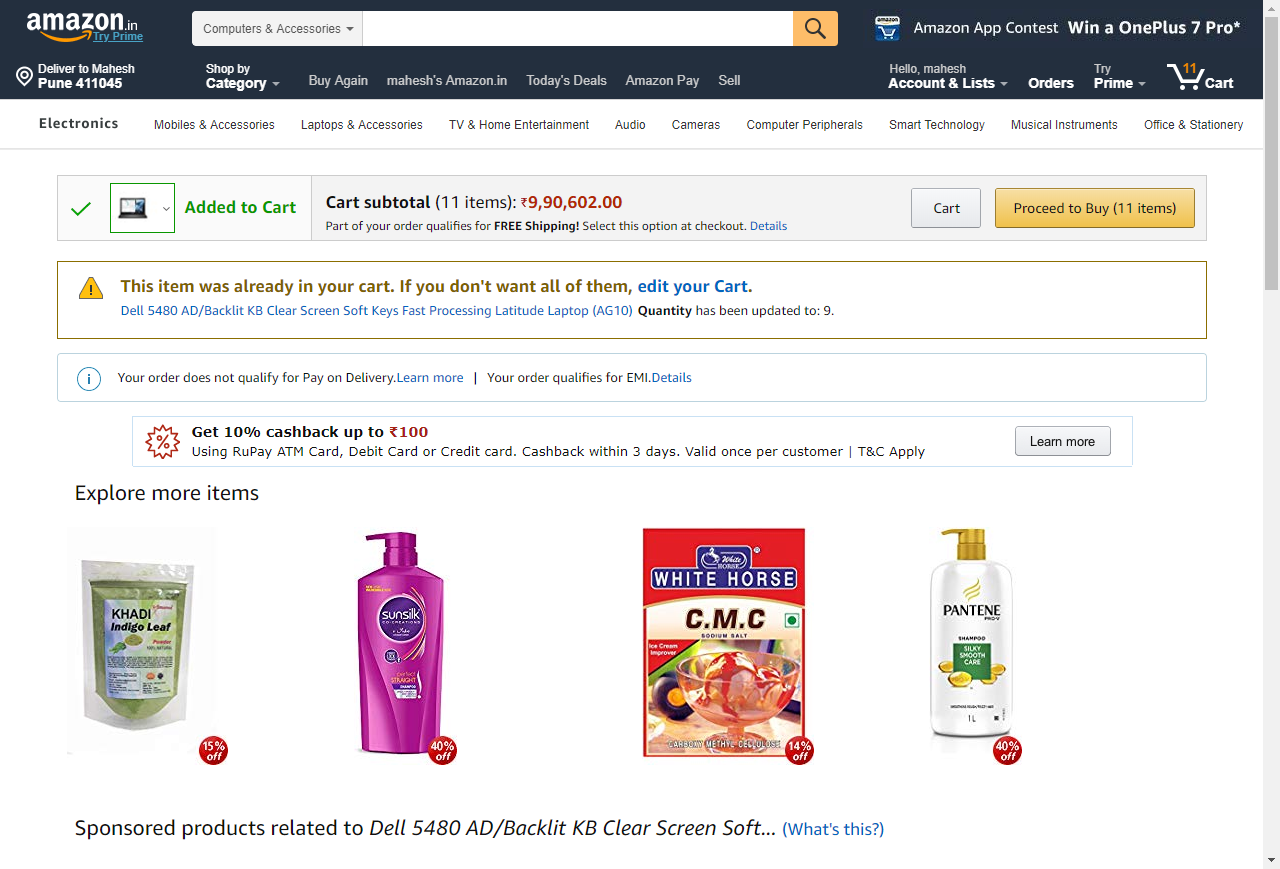 amazon.in
Try Prime
Computers & Accessories
amazon
Amazon App Contest Win a OnePlus 7 Pro*
Deliver to Mahesh
Pune 411045
Shop by
Category
Buy Again
mahesh's Amazon.in
Today's Deals
Amazon Pay
Sell
Hello, mahesh
Account & Lists
Orders
Try
Prime
11
Cart
Electronics
Mobiles & Accessories
Laptops & Accessories
TV & Home Entertainment
Audio
Cameras
Computer Peripherals
Smart Technology
Musical Instruments
Office & Stationery
Added to Cart
Cart subtotal (11 items): ₹9,90,602.00
Part of your order qualifies for FREE Shipping! Select this option at checkout. Details
Cart
Proceed to Buy (11 items)
This item was already in your cart. If you don't want all of them, edit your Cart.
Dell 5480 AD/Backlit KB Clear Screen Soft Keys Fast Processing Latitude Laptop (AG10) Quantity has been updated to: 9.
Your order does not qualify for Pay on Delivery.Learn more | Your order qualifies for EMI.Details
Get 10% cashback up to ₹100
Using RuPay ATM Card, Debit Card or Credit card. Cashback within 3 days. Valid once per customer | T&C Apply
Learn more
Explore more items
KHADI
Indigo Leaf
Powder
100% NATURAL
15% off
sunsilk
CO-CREATIONS
perfect
STRAIGHT
SHAMPOO
40% off
White
HORSE
WHITE HORSE
C.M.C
SODIUM SALT
Ice Cream
Improver
CARBOXY METHYL CELLULOSE
14% off
PANTENE
PRO-V
SHAMPOO
SILKY
SMOOTH
CARE
1L
40% off
Sponsored products related to Dell 5480 AD/Backlit KB Clear Screen Soft... (What's this?)